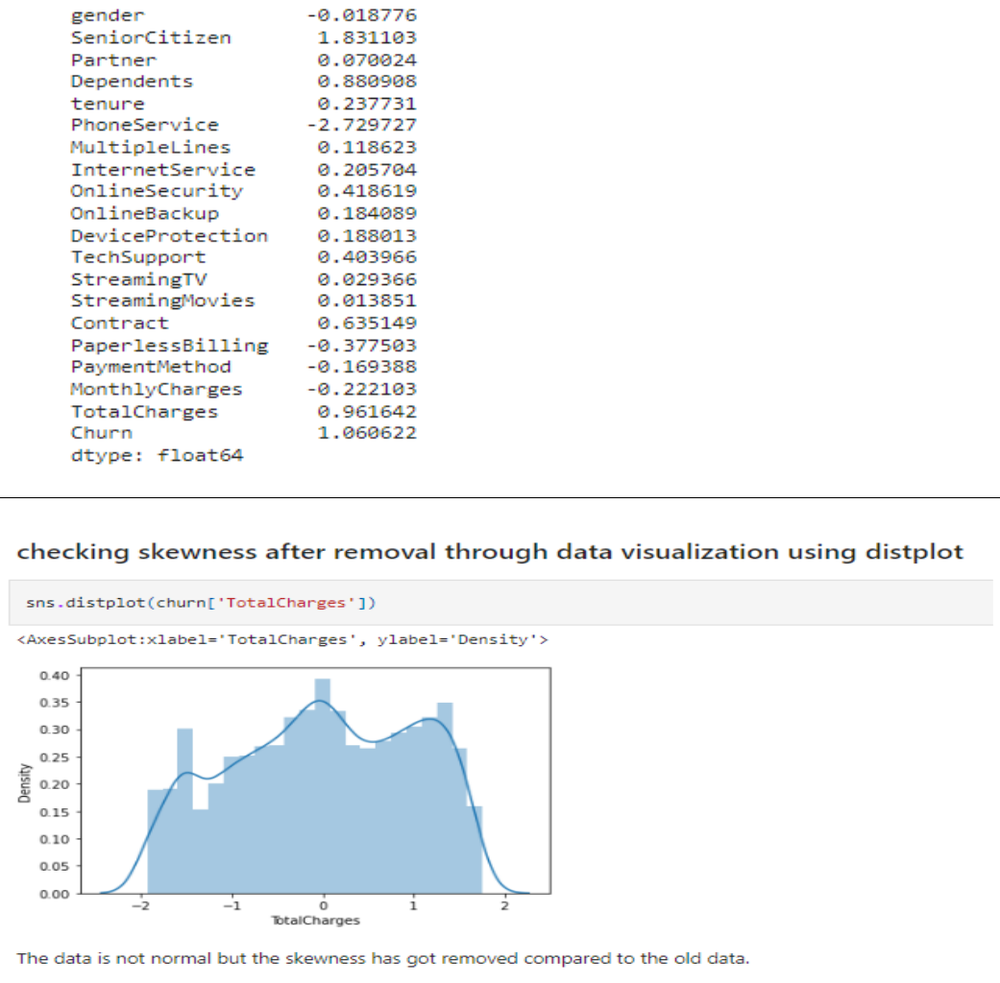 gender -0.018776
SeniorCitizen 1.831103
Partner 0.070024
Dependents 0.880908
tenure 0.237731
PhoneService -2.729727
MultipleLines 0.118623
InternetService 0.205704
OnlineSecurity 0.418619
OnlineBackup 0.184089
DeviceProtection 0.188013
TechSupport 0.403966
StreamingTV 0.029366
StreamingMovies 0.013851
Contract 0.635149
PaperlessBilling -0.377503
PaymentMethod -0.169388
MonthlyCharges -0.222103
TotalCharges 0.961642
Churn 1.060622
dtype: float64
checking skewness after removal through data visualization using distplot
sns.distplot(churn['TotalCharges'])
<AxesSubplot:xlabel='TotalCharges', ylabel='Density'>
0.40
0.35
0.30
0.25
0.20
0.15
0.10
0.05
0.00
Density
−2 −1 0 1 2
TotalCharges
The data is not normal but the skewness has got removed compared to the old data.